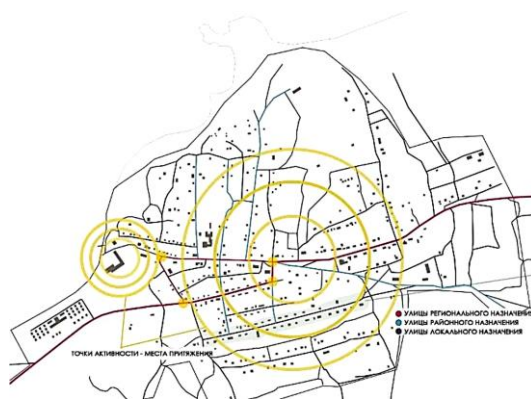 УЛИЦЫ РЕГИОНАЛЬНОГО НАЗНАЧЕНИЯ
УЛИЦЫ РАЙОННОГО НАЗНАЧЕНИЯ
УЛИЦЫ ЛОКАЛЬНОГО НАЗНАЧЕНИЯ
ТОЧКИ АКТИВНОСТИ - МЕСТА ПРИТЯЖЕНИЯ